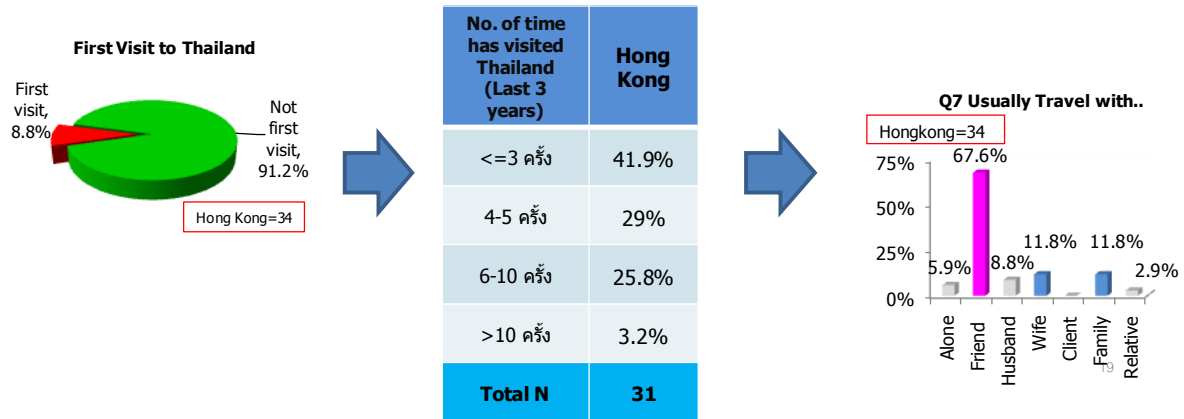 First Visit to Thailand
First
visit,
8.8%
Not
first
visit,
91.2%
Hong Kong=34
No. of time
has visited
Thailand
(Last 3
years)
Hong
Kong
<=3 ครั้ง
41.9%
4-5 ครั้ง
29%
6-10 ครั้ง
25.8%
>10 ครั้ง
3.2%
Total N
31
Q7 Usually Travel with..
Hongkong=34
75%
50%
25%
0%
5.9%
67.6%
8.8%
11.8%
11.8%
2.9%
Alone
Friend
Husband
Wife
Client
Family
Relative
19